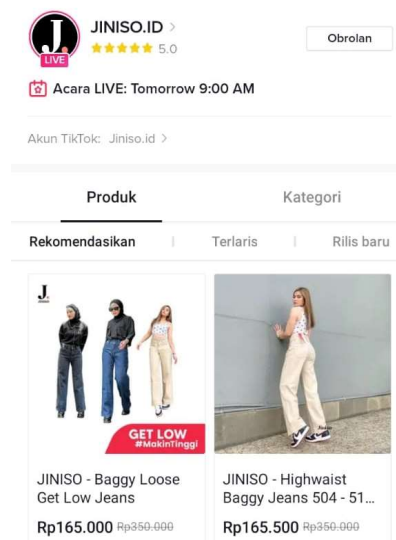 J.
LIVE
JINISO.ID
5.0
Obrolan
Acara LIVE: Tomorrow 9:00 AM
Akun TikTok: Jiniso.id
Produk
Kategori
Rekomendasikan
Terlaris
Rilis baru
J.
JINISO
GET LOW
#MakinTinggi
JINISO - Baggy Loose
Get Low Jeans
Rp165.000 Rp350.000
Jiniso
JINISO - Highwaist
Baggy Jeans 504 - 51...
Rp165.500 Rp350.000